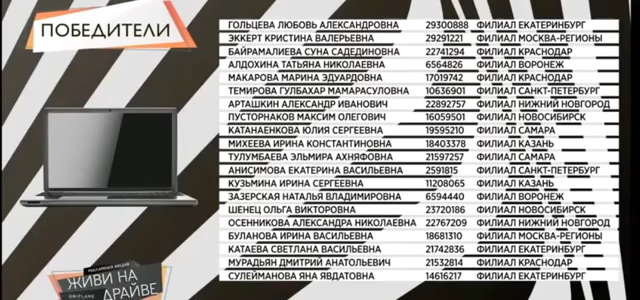 ПОБЕДИТЕЛИ
ГОЛЬЦЕВА ЛЮБОВЬ АЛЕКСАНДРОВНА 29300888 ФИЛИАЛ ЕКАТЕРИНБУРГ
ЭККЕРТ КРИСТИНА ВАЛЕРЬЕВНА 29291221 ФИЛИАЛ МОСКВА-РЕГИОНЫ
БАЙРАМАЛИЕВА СУНА САДЕДИНОВНА 22741294 ФИЛИАЛ КРАСНОДАР
АЛДОХИНА ТАТЬЯНА НИКОЛАЕВНА 6564826 ФИЛИАЛ ВОРОНЕЖ
МАКАРОВА МАРИНА ЭДУАРДОВНА 17019742 ФИЛИАЛ КРАСНОДАР
ТЕМИРОВА ГУЛБАХАР МАМАРАСУЛОВНА 10636901 ФИЛИАЛ САНКТ-ПЕТЕРБУРГ
АРТАШКИН АЛЕКСАНДР ИВАНОВИЧ 22892757 ФИЛИАЛ НИЖНИЙ НОВГОРОД
ПУСТОРНАКОВ МАКСИМ ОЛЕГОВИЧ 16059501 ФИЛИАЛ НОВОСИБИРСК
КАТАНАЕНКОВА ЮЛИЯ СЕРГЕЕВНА 19595210 ФИЛИАЛ САМАРА
МИХЕЕВА ИРИНА КОНСТАНТИНОВНА 18403378 ФИЛИАЛ КАЗАНЬ
ТУЛУМБАЕВА ЭЛЬМИРА АХНЯФОВНА 21597257 ФИЛИАЛ САМАРА
АНИСИМОВА ЕКАТЕРИНА ВАСИЛЬЕВНА 2591815 ФИЛИАЛ САНКТ-ПЕТЕРБУРГ
КУЗЬМИНА ИРИНА СЕРГЕЕВНА 11208065 ФИЛИАЛ КАЗАНЬ
ЗАЗЕРСКАЯ НАТАЛЬЯ ВЛАДИМИРОВНА 6594440 ФИЛИАЛ ВОРОНЕЖ
ШЕНЕЦ ОЛЬГА ВИКТОРОВНА 23720186 ФИЛИАЛ НОВОСИБИРСК
ОСЕННИКОВА АЛЕКСАНДРА НИКОЛАЕВНА 22767209 ФИЛИАЛ НИЖНИЙ НОВГОРОД
БУЛАНОВА ИРИНА ВАСИЛЬЕВНА 18681310 ФИЛИАЛ МОСКВА-РЕГИОНЫ
КАТАЕВА СВЕТЛАНА ВАСИЛЬЕВНА 21742836 ФИЛИАЛ ЕКАТЕРИНБУРГ
МУРАДЬЯН ДМИТРИЙ АНАТОЛЬЕВИЧ 21532814 ФИЛИАЛ КРАСНОДАР
СУЛЕЙМАНОВА ЯНА ЯВДАТОВНА 14616217 ФИЛИАЛ ЕКАТЕРИНБУРГ
РЕКЛАМНАЯ АКЦИЯ
ЖИВИ НА
ORIFLAME ДРАЙВЕ